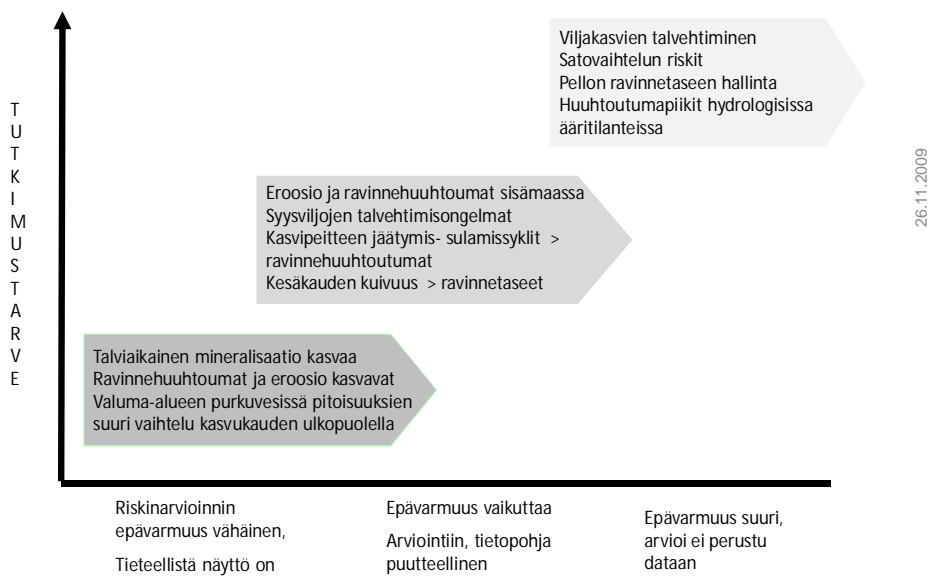 TUTKIMUSTARVE
Viljakasvien talvehtiminen
Satovaihtelun riskit
Pellon ravinnetaseen hallinta
Huuhtoutumapiikit hydrologisissa
ääritilanteissa
26.11.2009
Eroosio ja ravinnehuuhtoumat sisämaassa
Syysviljojen talvehtimisongelmat
Kasvipeitteen jäätymis- sulamissyklit >
ravinnehuuhtoutumat
Kesäkauden kuivuus > ravinnetaseet
Talviaikainen mineralisaatio kasvaa
Ravinnehuuhtoumat ja eroosio kasvavat
Valuma-alueen purkuvesissä pitoisuuksien
suuri vaihtelu kasvukauden ulkopuolella
Riskinarvioinnin
epävarmuus vähäinen,
Tieteellistä näyttö on
Epävarmuus vaikuttaa
Arviointiin, tietopohja
puutteellinen
Epävarmuus suuri,
arvioi ei perustu
dataan